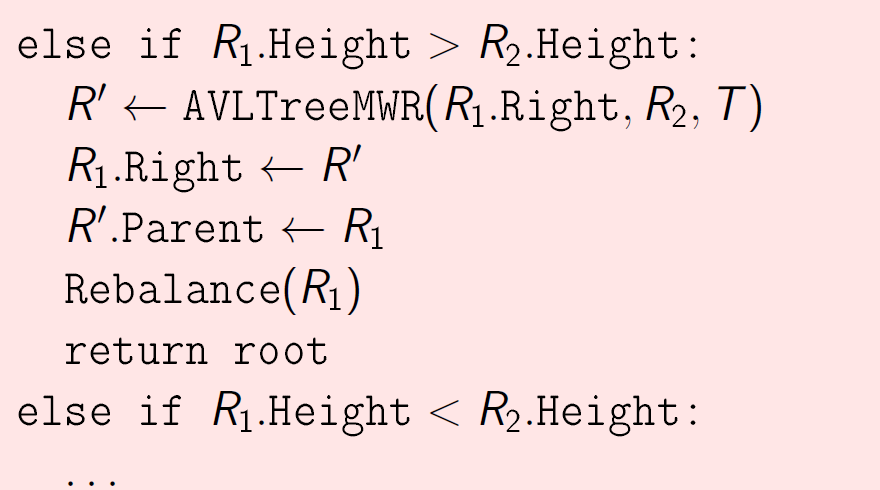 else if R₁.Height > R₂.Height:
R′ ← AVLTreeMWR(R₁.Right, R₂, T)
R₁.Right ← R′
R′.Parent ← R₁
Rebalance(R₁)
return root
else if R₁.Height < R₂.Height:
...